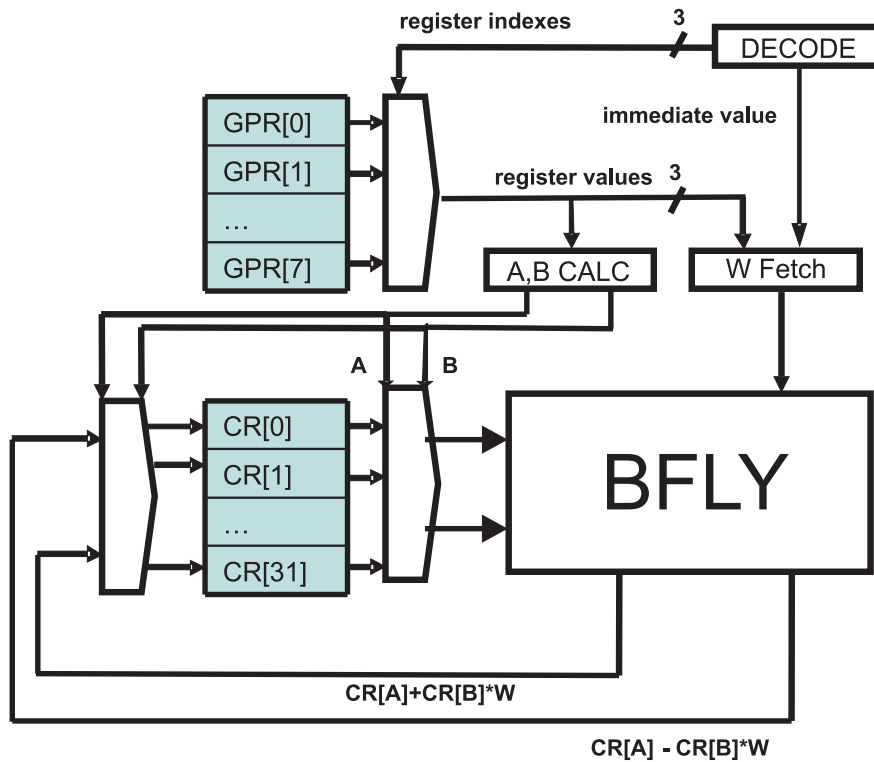 register indexes
3
DECODE
GPR[0]
immediate value
GPR[1]
register values
3
...
GPR[7]
A,B CALC
W Fetch
A
B
CR[0]
CR[1]
BFLY
...
CR[31]
CR[A]+CR[B]*W
CR[A] - CR[B]*W